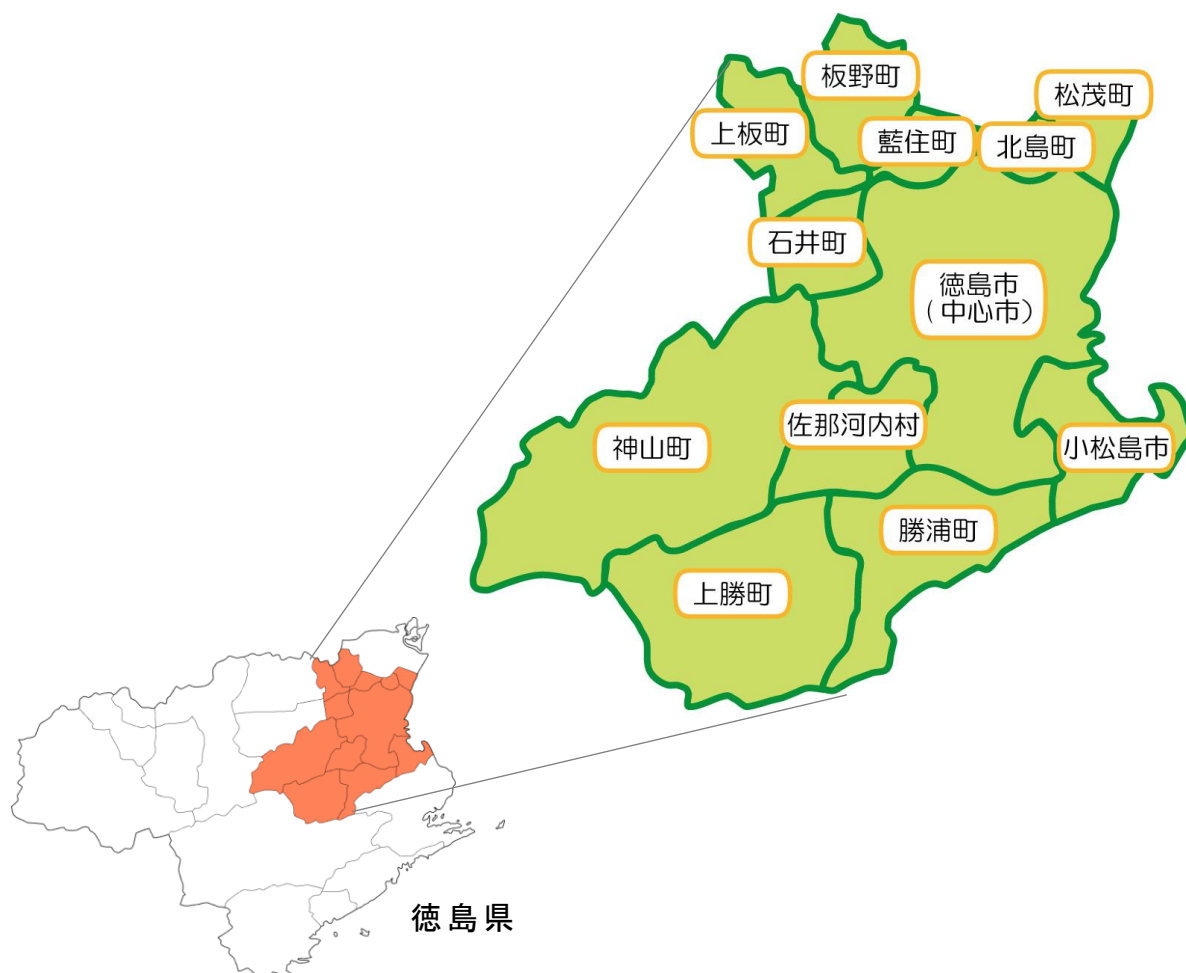 板野町
松茂町
上板町
藍住町
北島町
石井町
徳島市
(中心市)
佐那河内村
神山町
小松島市
勝浦町
上勝町
徳島県